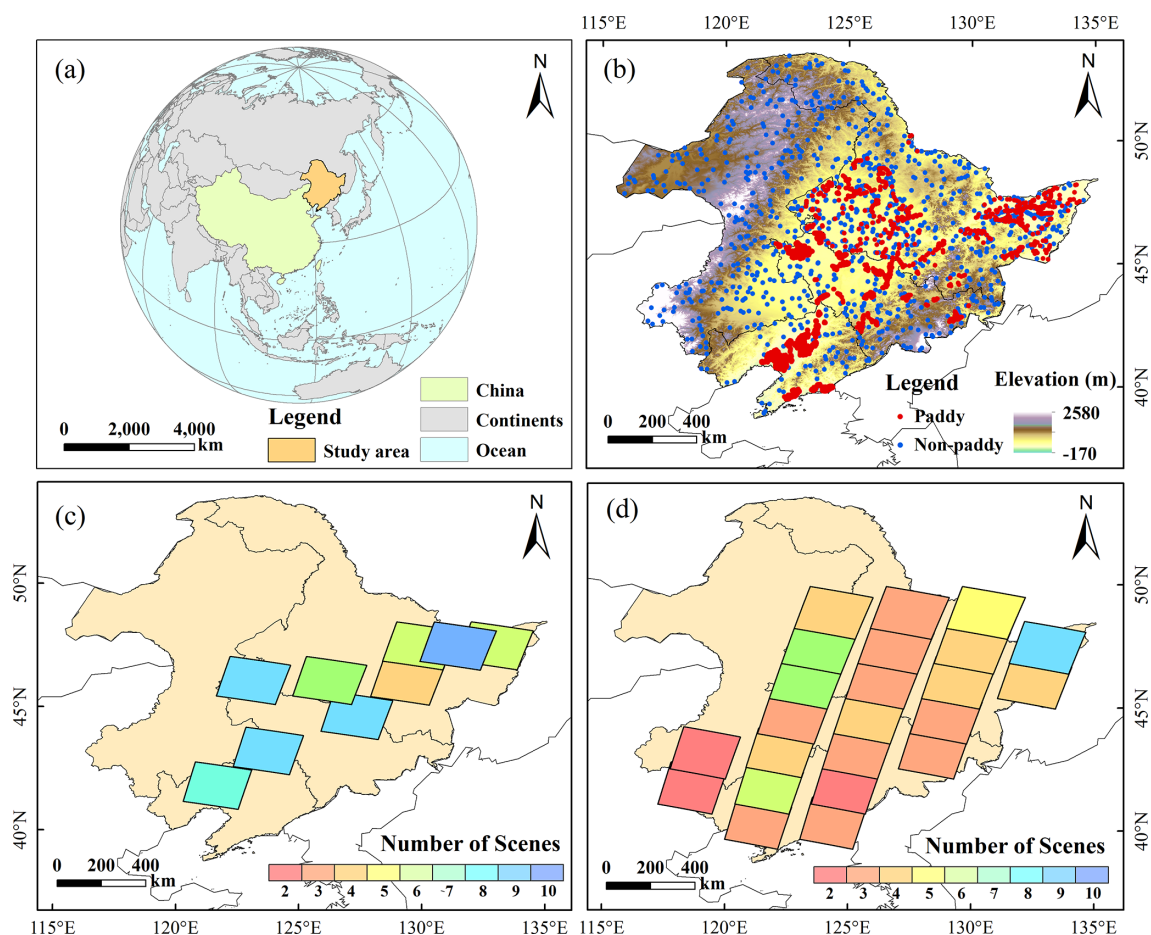 115°E 120°E 125°E 130°E 135°E
(a)
N
Legend
China
Continents
Study area
Ocean
0 2,000 4,000
km
(b)
N
50°N
45°N
40°N
Legend
Paddy
Non-paddy
Elevation (m)
2580
-170
0 200 400
km
(c)
N
50°N
45°N
40°N
Number of Scenes
2 3 4 5 6 7 8 9 10
0 200 400
km
120°E 125°E 130°E 135°E
115°E
(d)
N
50°N
45°N
40°N
Number of Scenes
2 3 4 5 6 7 8 9 10
0 200 400
km
115°E 120°E 125°E 130°E 135°E